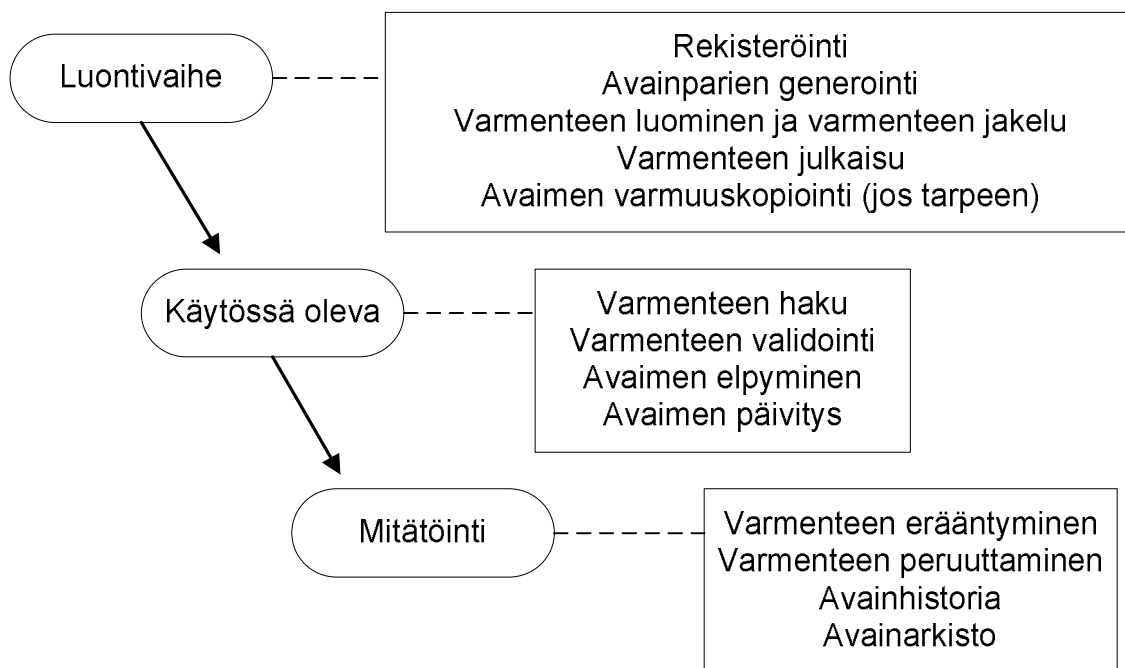 Luontivaihe
Rekisteröinti
Avainparien generointi
Varmenteen luominen ja varmenteen jakelu
Varmenteen julkaisu
Avaimen varmuuskopiointi (jos tarpeen)
Käytössä oleva
Varmenteen haku
Varmenteen validointi
Avaimen elpyminen
Avaimen päivitys
Mitätöinti
Varmenteen erääntyminen
Varmenteen peruuttaminen
Avainhistoria
Avainarkisto